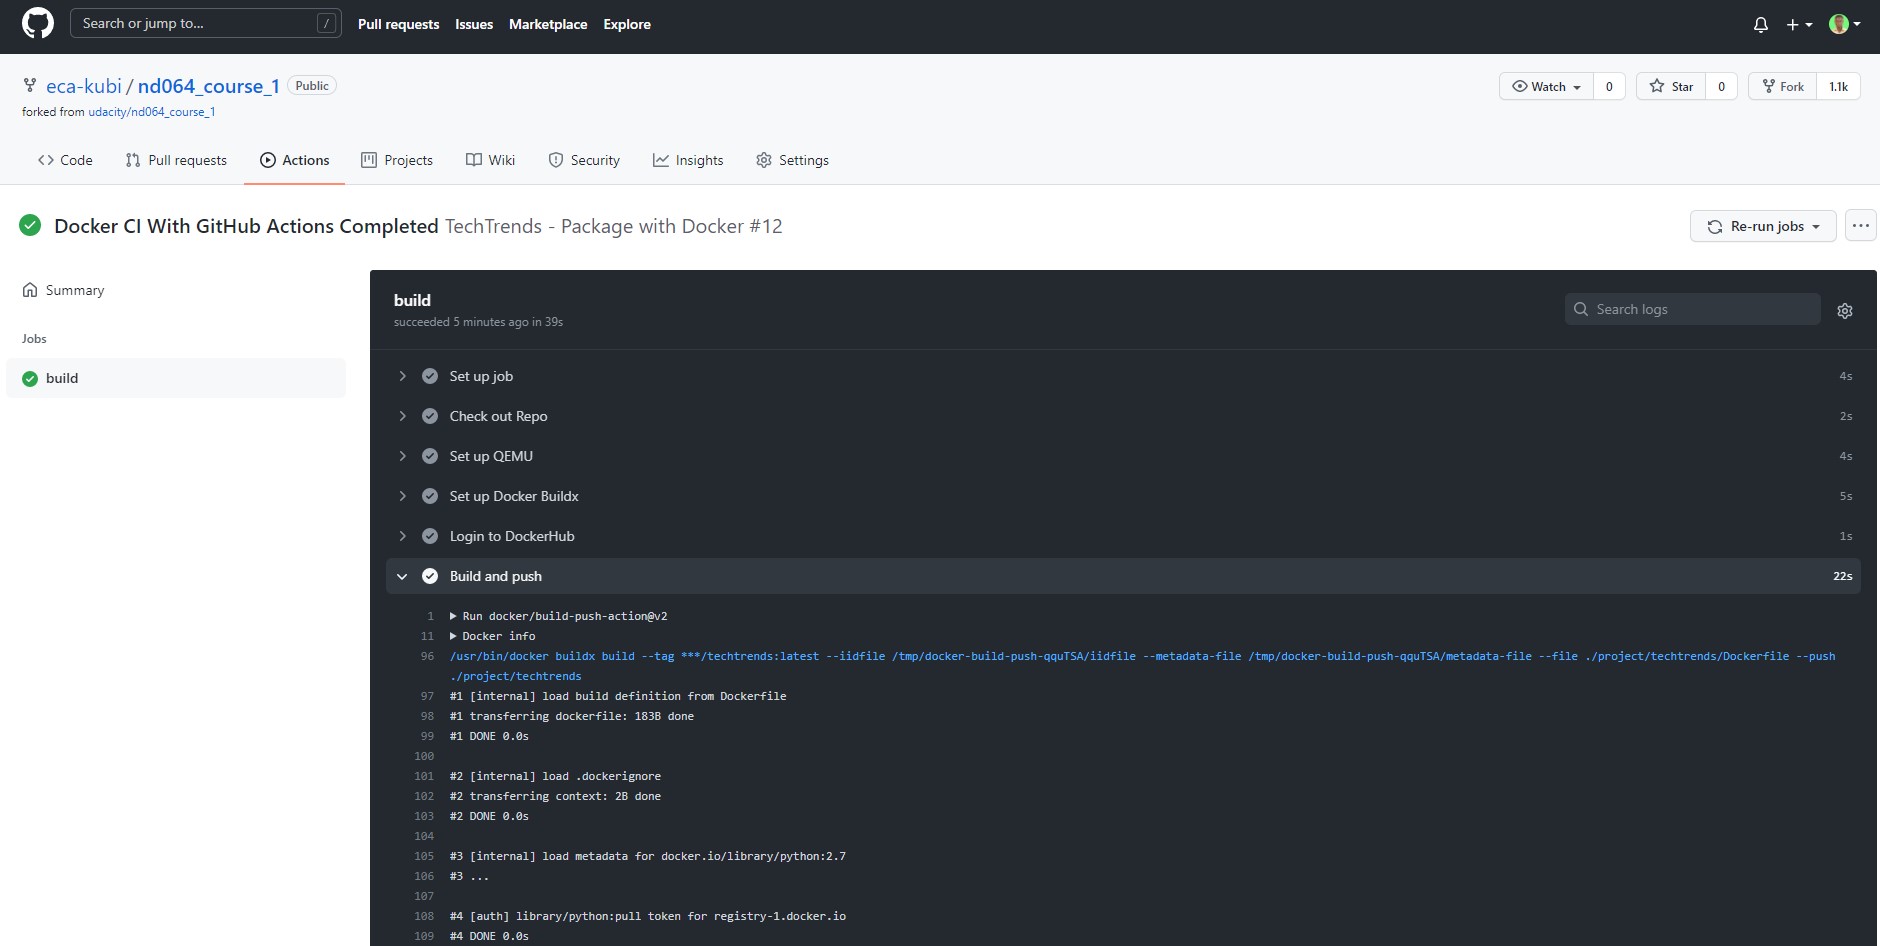 Search or jump to... /
Pull requests Issues Marketplace Explore
eca-kubi / nd064_course_1 Public
forked from udacity/nd064_course_1
Watch 0 Star 0 Fork 1.1k
Code Pull requests Actions Projects Wiki Security Insights Settings
Docker CI With GitHub Actions Completed TechTrends - Package with Docker #12
Re-run jobs ...
Summary
Jobs
build
build
succeeded 5 minutes ago in 39s
Search logs
Set up job 4s
Check out Repo 2s
Set up QEMU 4s
Set up Docker Buildx 5s
Login to DockerHub 1s
Build and push 22s
1 ▶ Run docker/build-push-action@v2
11 ▶ Docker info
96 /usr/bin/docker buildx build --tag ***/techtrends:latest --iidfile /tmp/docker-build-push-qquTSA/iidfile --metadata-file /tmp/docker-build-push-qquTSA/metadata-file --file ./project/techtrends/Dockerfile --push
./project/techtrends
97 #1 [internal] load build definition from Dockerfile
98 #1 transferring dockerfile: 183B done
99 #1 DONE 0.0s
100
101 #2 [internal] load .dockerignore
102 #2 transferring context: 2B done
103 #2 DONE 0.0s
104
105 #3 [internal] load metadata for docker.io/library/python:2.7
106 #3 ...
107
108 #4 [auth] library/python:pull token for registry-1.docker.io
109 #4 DONE 0.0s